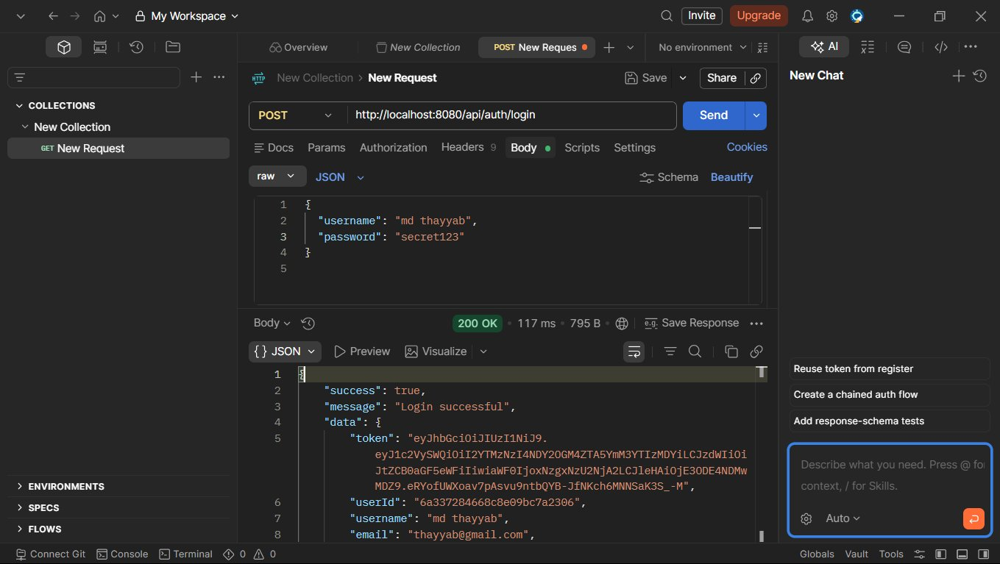 My Workspace
Invite
Upgrade
Overview
New Collection
POST New Reques
No environment
AI
New Collection > New Request
Save
Share
New Chat
COLLECTIONS
New Collection
GET New Request
POST
http://localhost:8080/api/auth/login
Send
Docs
Params
Authorization
Headers 9
Body
Scripts
Settings
Cookies
raw
JSON
Schema
Beautify
1 {
2 "username": "md thayyab",
3 "password": "secret123"
4 }
5
Body
200 OK
117 ms
795 B
e.g. Save Response
{} JSON
Preview
Visualize
1 {
2 "success": true,
3 "message": "Login successful",
4 "data": {
5 "token": "eyJhbGciOiJIUzI1NiJ9.
eyJ1c2VySWQiOiI2YTMzNzI4NDY2OGM4ZTA5YmM3YTIzMDYiLCJzdWIiOi
JtZCB0aGF5eWFiIiwiaWF0IjoxNzgxNzU2NjA2LCJleHAiOjE3ODE4NDMw
MDZ9.eRYofUWXoav7pAsvu9ntbQYB-JfNKch6MNNSaK3S_-M",
6 "userId": "6a337284668c8e09bc7a2306",
7 "username": "md thayyab",
8 "email": "thayyab@gmail.com",
Reuse token from register
Create a chained auth flow
Add response-schema tests
Describe what you need. Press @ for
context, / for Skills.
Auto
ENVIRONMENTS
SPECS
FLOWS
Connect Git
Console
Terminal
0
0
Globals
Vault
Tools